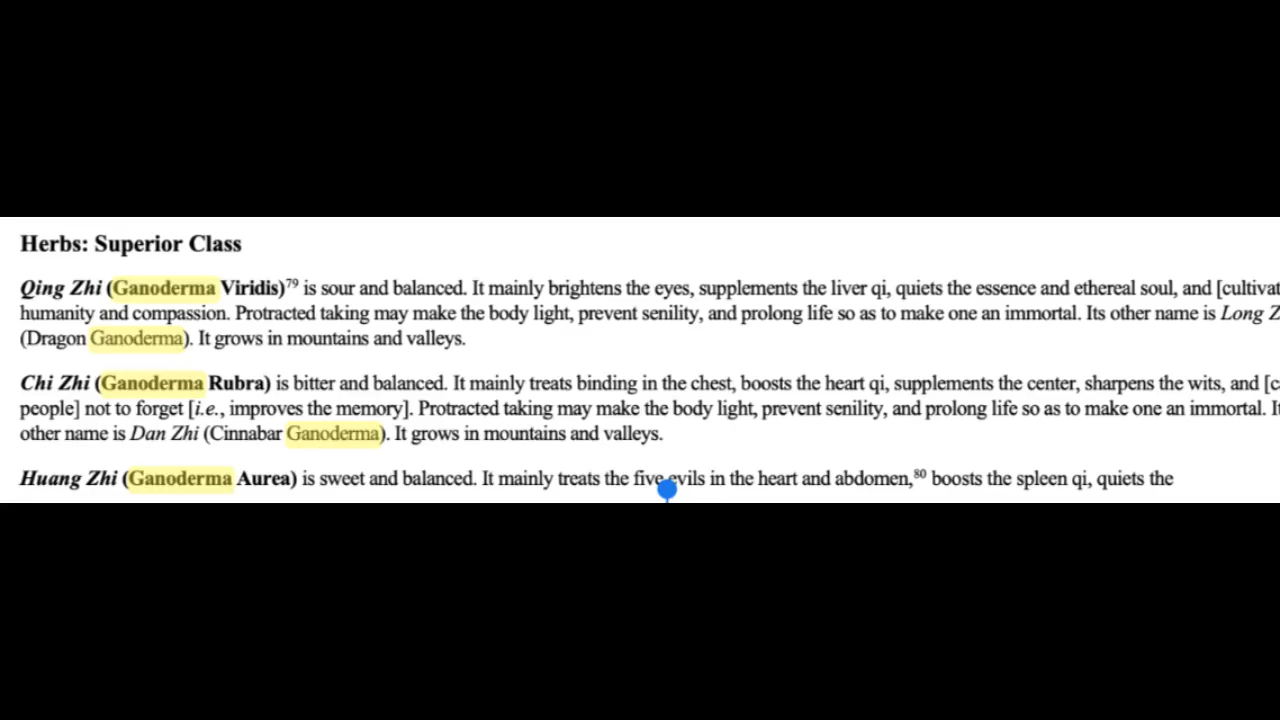 Herbs: Superior Class
Qing Zhi (Ganoderma Viridis)79 is sour and balanced. It mainly brightens the eyes, supplements the liver qi, quiets the essence and ethereal soul, and
humanity and compassion. Protracted taking may make the body light, prevent senility, and prolong life so as to make one an immortal. Its other name is Long
(Dragon Ganoderma). It grows in mountains and valleys.
Chi Zhi (Ganoderma Rubra) is bitter and balanced. It mainly treats binding in the chest, boosts the heart qi, supplements the center, sharpens the wits, and
people] not to forget [i.e., improves the memory]. Protracted taking may make the body light, prevent senility, and prolong life so as to make one an immortal.
other name is Dan Zhi (Cinnabar Ganoderma). It grows in mountains and valleys.
Huang Zhi (Ganoderma Aurea) is sweet and balanced. It mainly treats the five evils in the heart and abdomen,80 boosts the spleen qi, quiets the